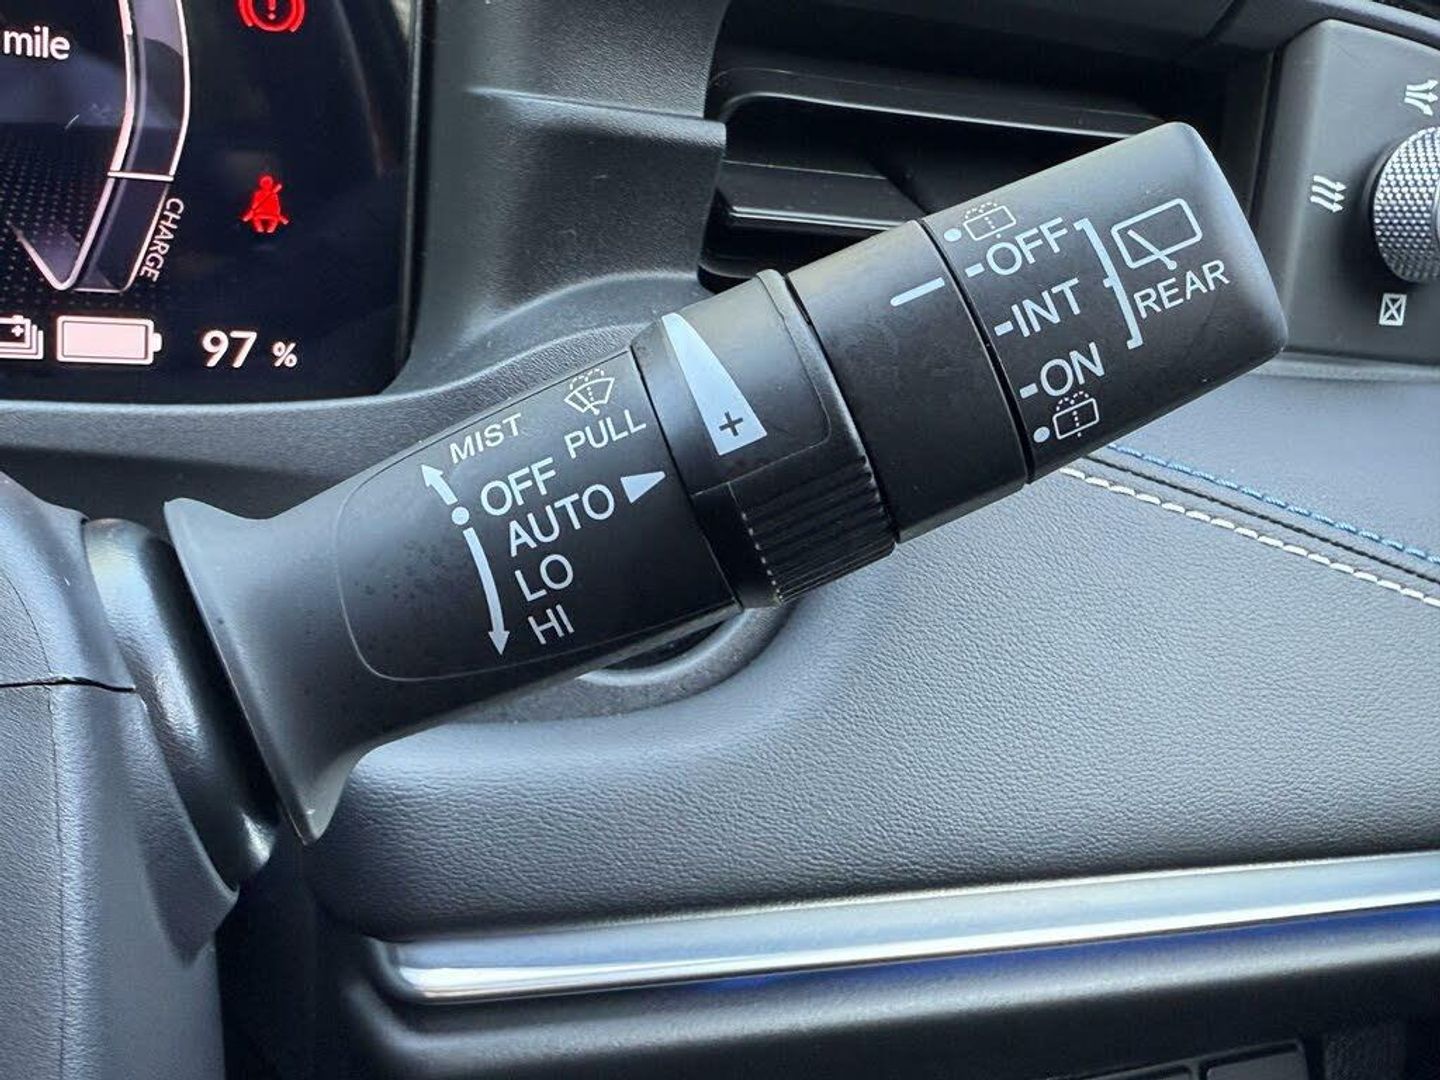 mile
CHARGE
97 %
MIST
PULL
OFF
AUTO
LO
HI
+
-OFF
-INT
-ON
REAR